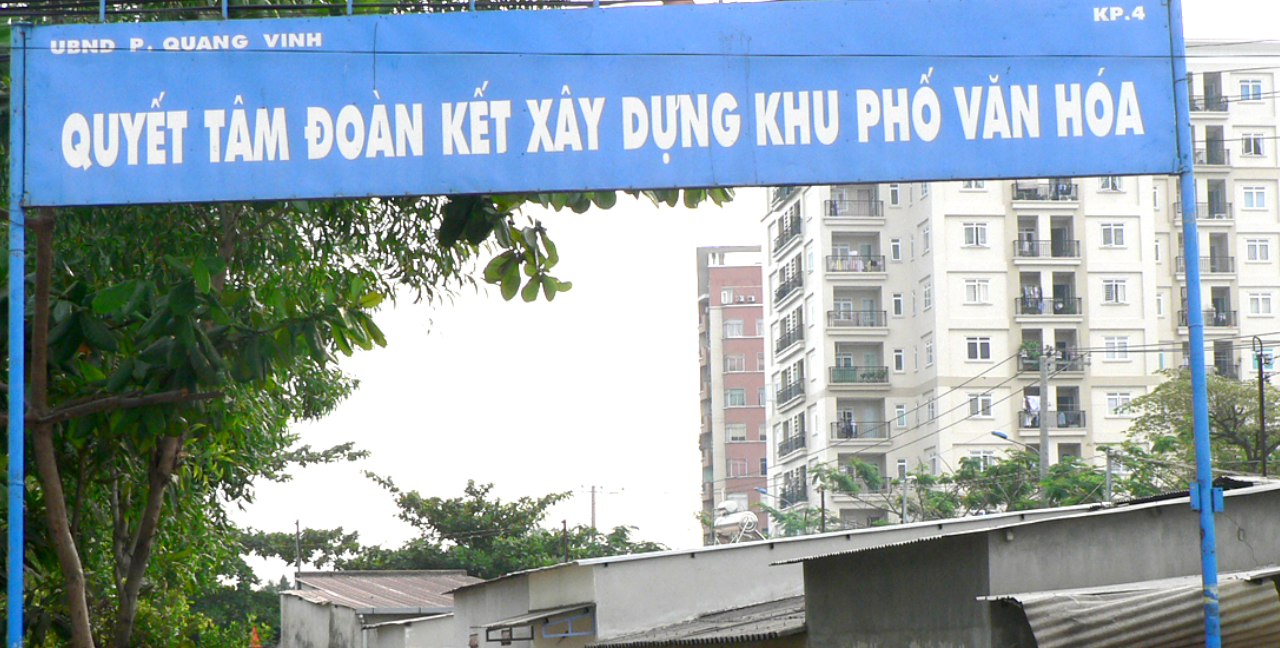 UBND P. QUANG VINH
KP.4
QUYẾT TÂM ĐOÀN KẾT XÂY DỰNG KHU PHỐ VĂN HÓA